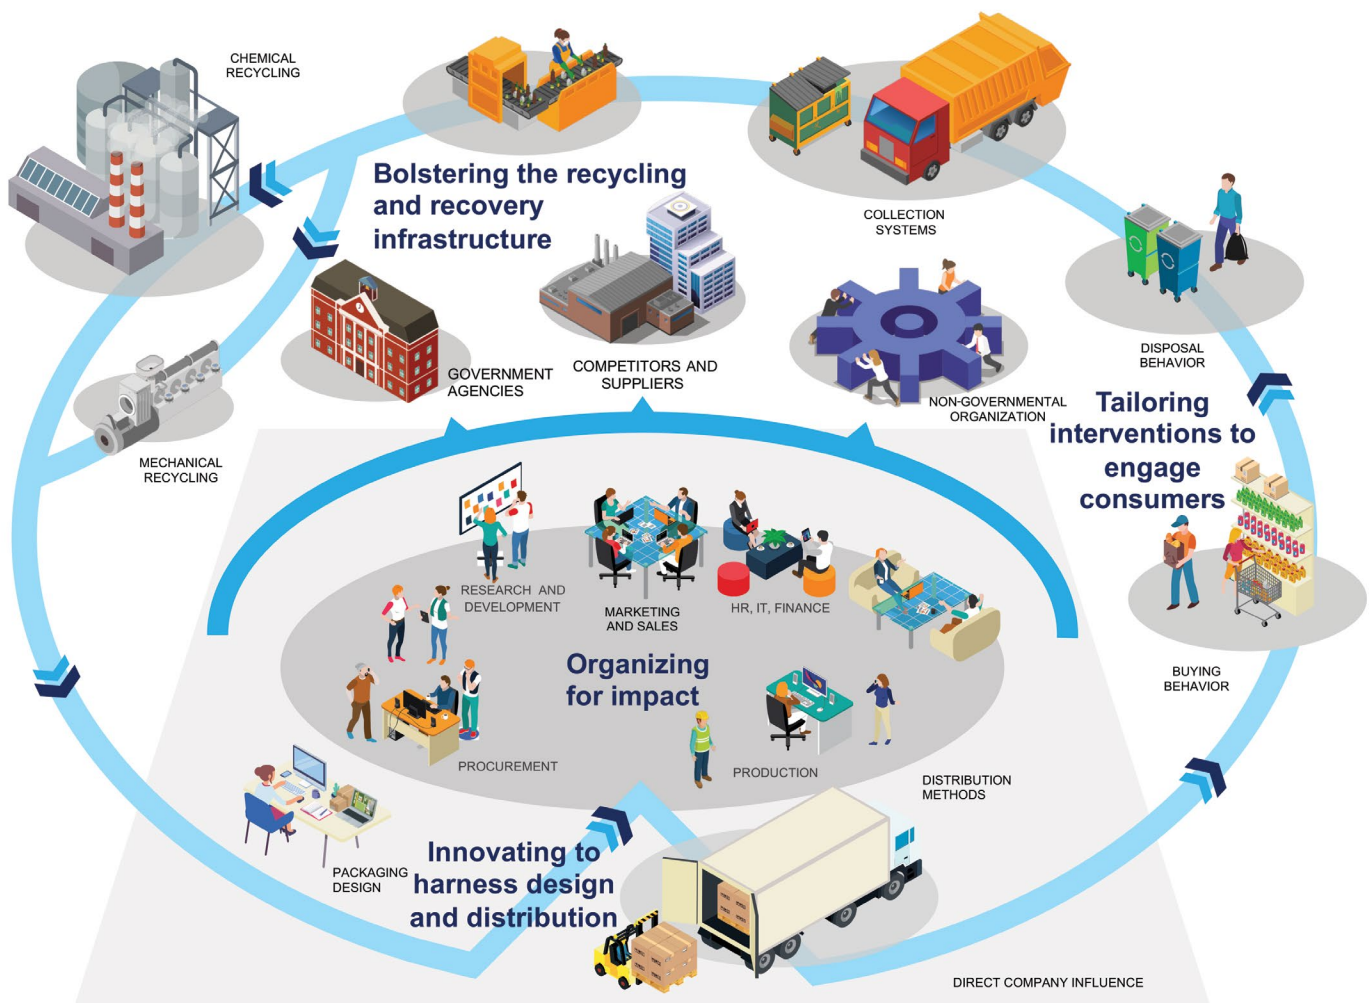 CHEMICAL
RECYCLING
Bolstering the recycling
and recovery
infrastructure
COLLECTION
SYSTEMS
DISPOSAL
BEHAVIOR
GOVERNMENT
AGENCIES
COMPETITORS AND
SUPPLIERS
NON-GOVERNMENTAL
ORGANIZATION
Tailoring
interventions to
engage
consumers
MECHANICAL
RECYCLING
RESEARCH AND
DEVELOPMENT
MARKETING
AND SALES
HR, IT, FINANCE
Organizing
for impact
BUYING
BEHAVIOR
PROCUREMENT
PRODUCTION
DISTRIBUTION
METHODS
PACKAGING
DESIGN
Innovating to
harness design
and distribution
DIRECT COMPANY INFLUENCE